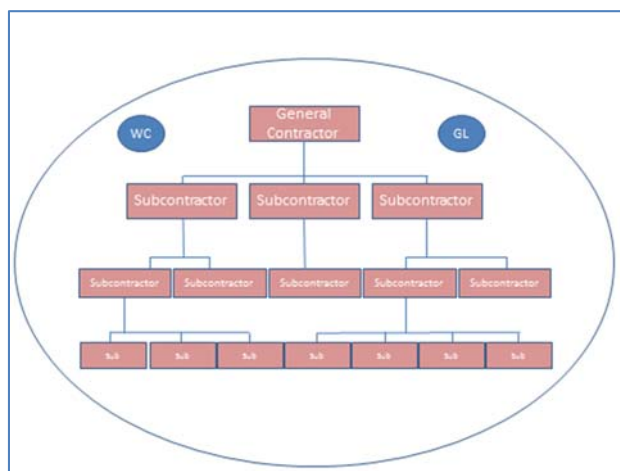 General
Contractor
WC
GL
Subcontractor
Subcontractor
Subcontractor
Subcontractor
Subcontractor
Subcontractor
Subcontractor
Subcontractor
Sub
Sub
Sub
Sub
Sub
Sub
Sub